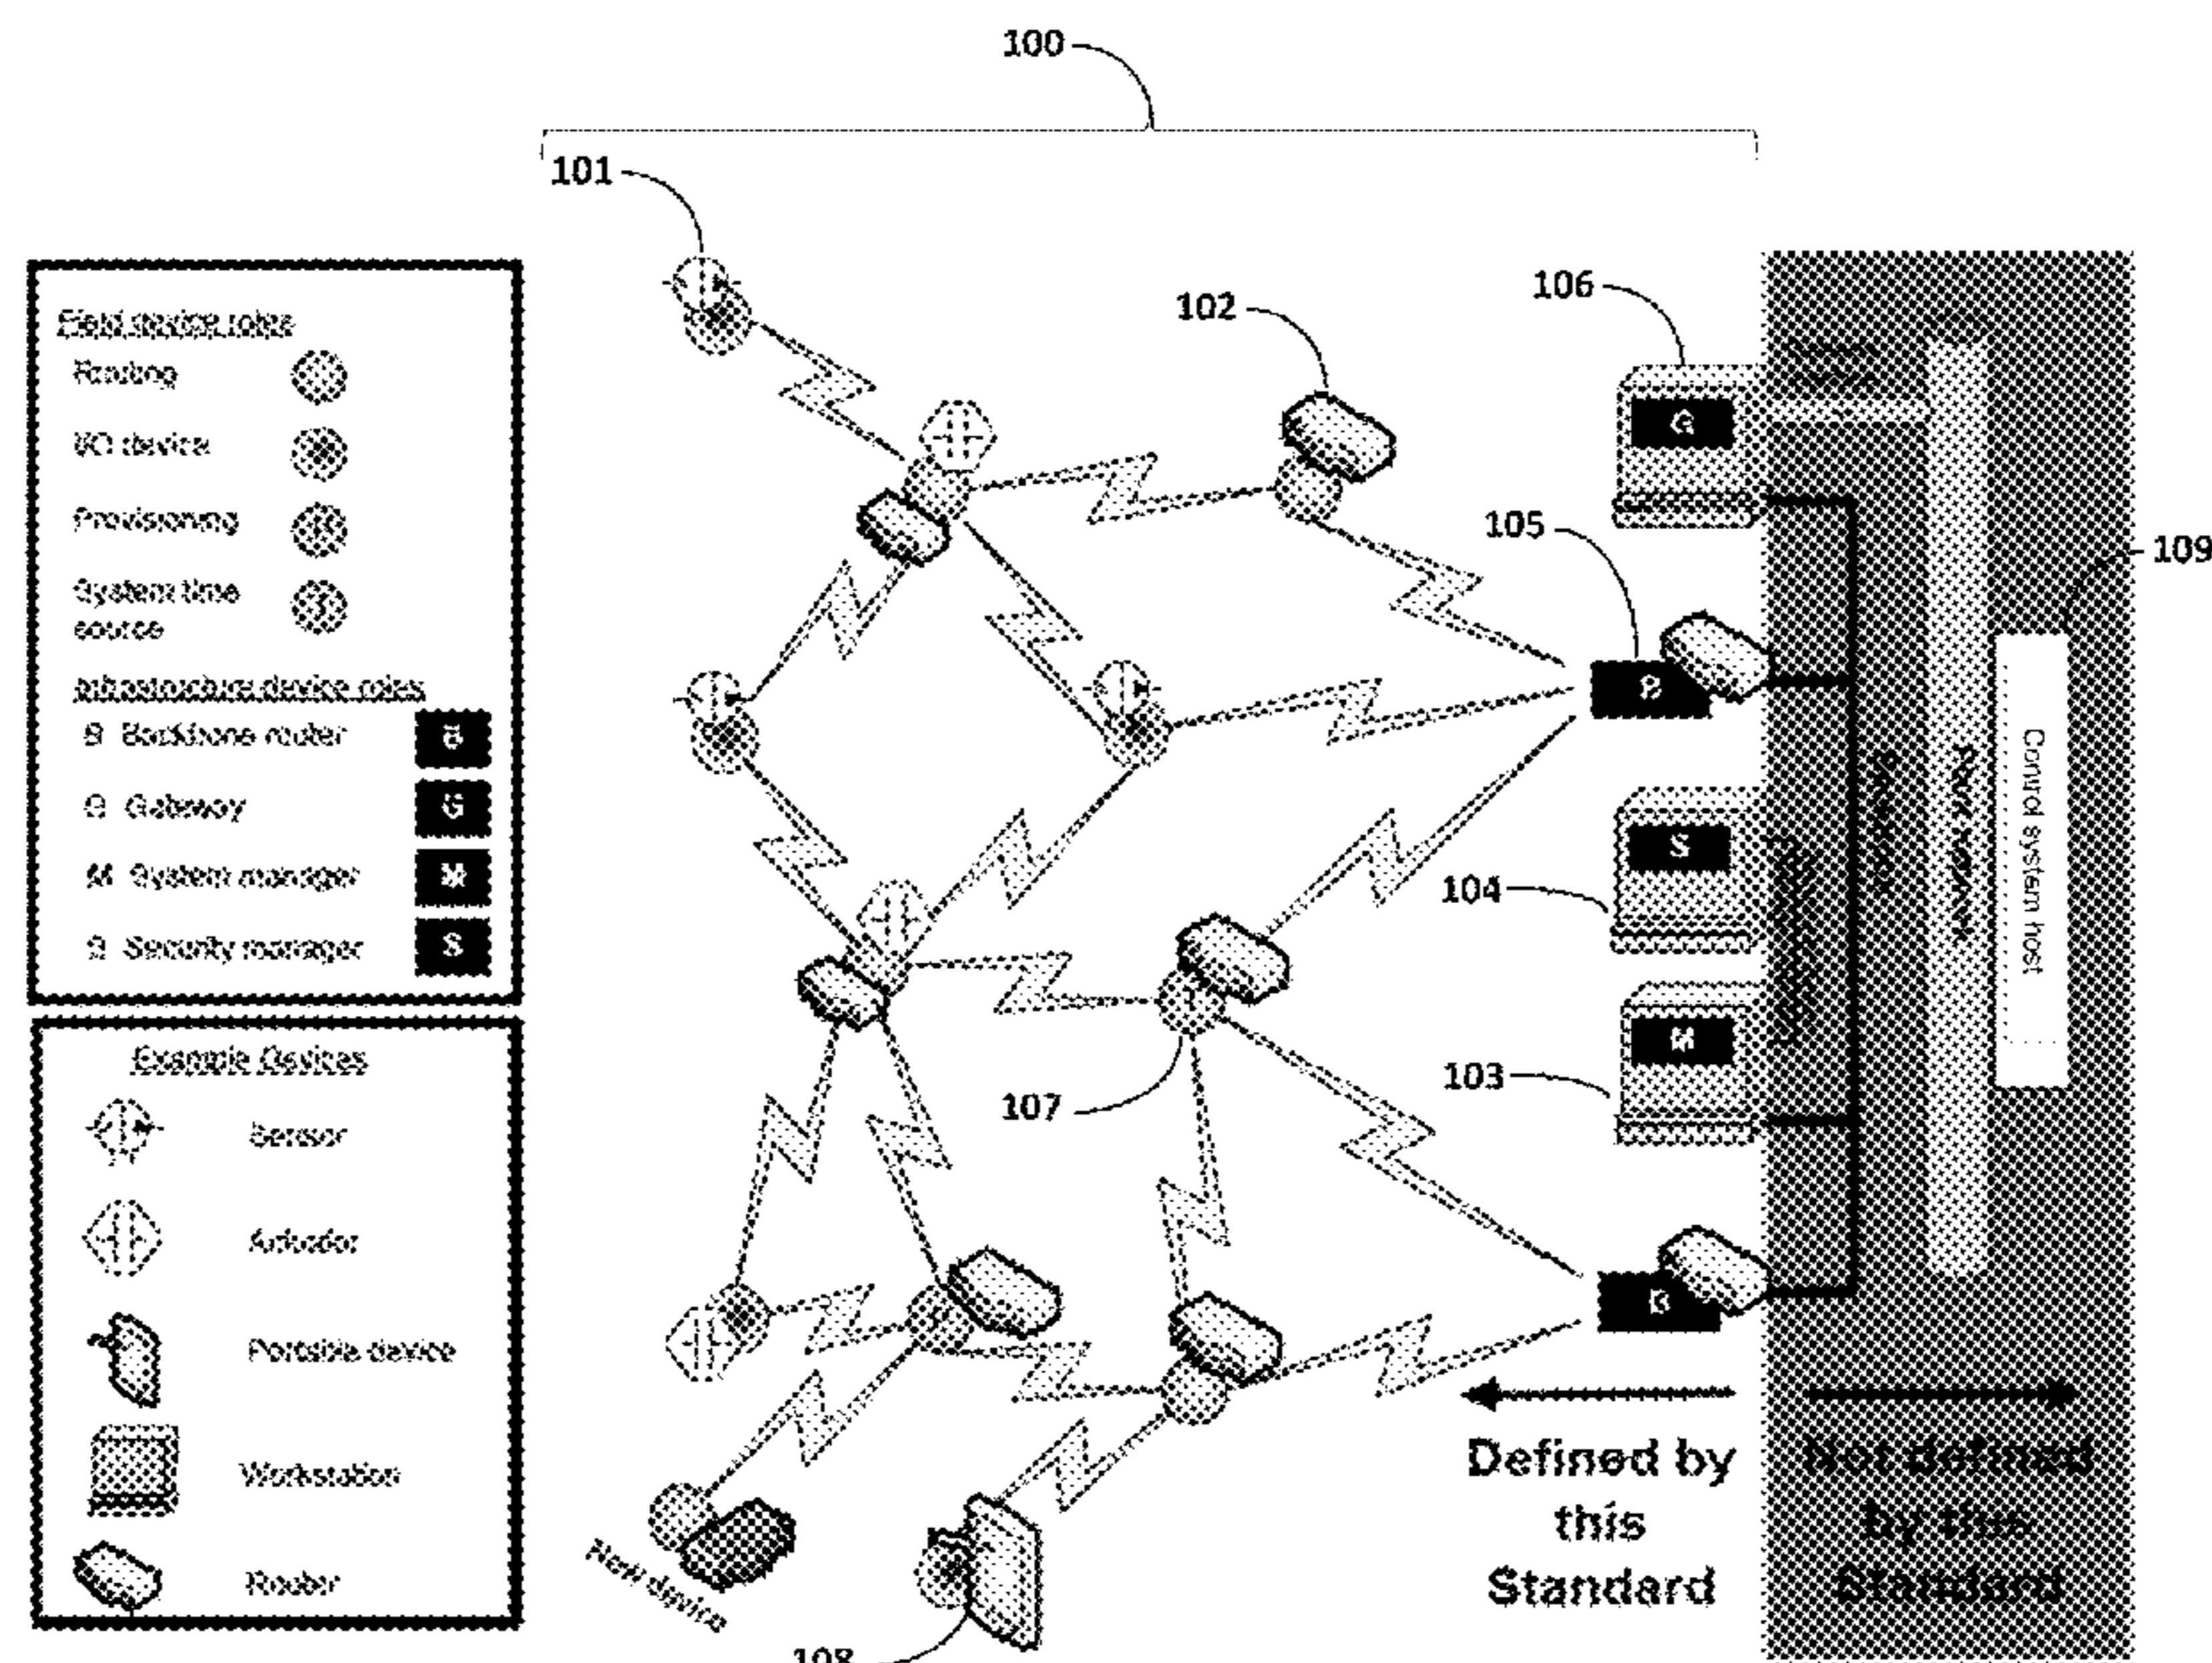 100
101
102
106
105
109
104
103
107
108
Field device roles
Routing
I/O device
Provisioning
System time
source
Infrastructure device roles
B Backbone router B
G Gateway G
M System manager M
S Security manager S
Example Devices
Sensor
Actuator
Portable device
Workstation
Router
G
B
S
M
B
Control system host
New device
Defined by
this
Standard
Not defined
by this
Standard